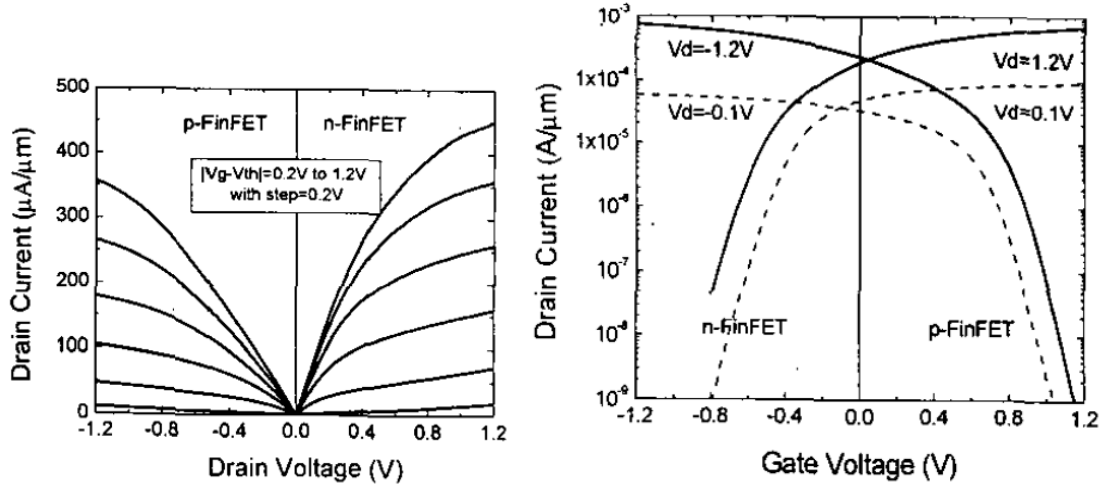 500
400
300
200
100
0
-1.2
-0.8
-0.4
0.0
0.4
0.8
1.2
Drain Current (μA/μm)
Drain Voltage (V)
p-FinFET
n-FinFET
|Vg-Vth|=0.2V to 1.2V
with step=0.2V
10-3
1x10-4
1x10-5
10-6
10-7
10-8
10-9
-1.2
-0.8
-0.4
0.0
0.4
0.8
1.2
Drain Current (A/μm)
Gate Voltage (V)
Vd=-1.2V
Vd=1.2V
Vd=-0.1V
Vd=0.1V
n-FinFET
p-FinFET